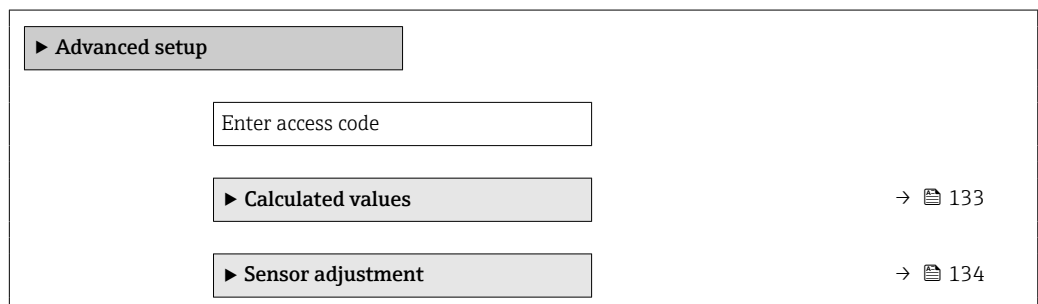 ▶ Advanced setup
Enter access code
▶ Calculated values → 133
▶ Sensor adjustment → 134